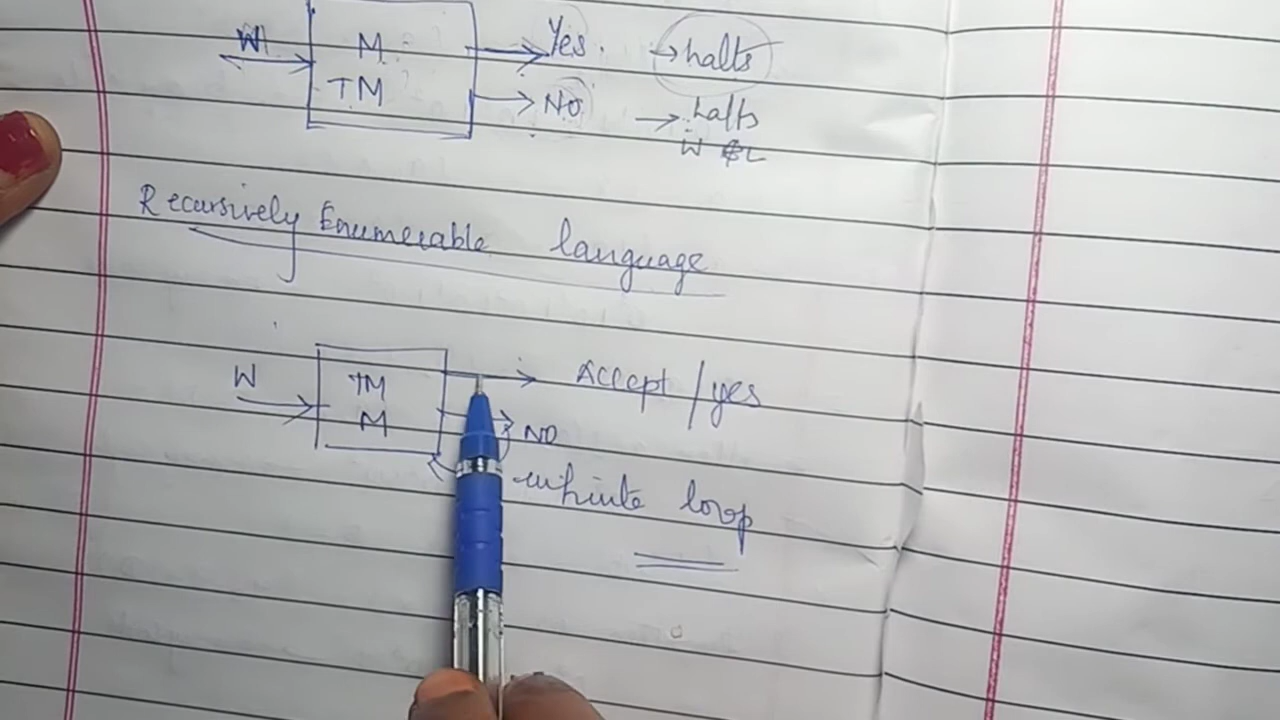 W M Yes. → halts
TM → No → halts
W ∉ L
Recursively Enumerable language
W TM → Accept / yes
M NO
infinite loop